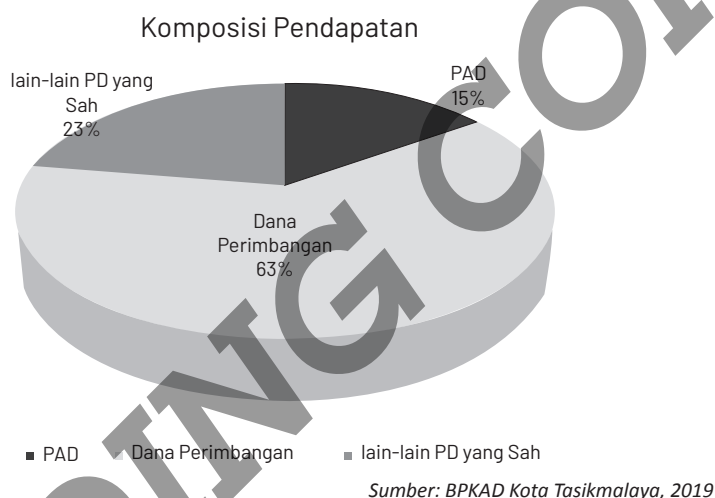 Komposisi Pendapatan
lain-lain PD yang
Sah
23%
PAD
15%
Dana
Perimbangan
63%
PAD
Dana Perimbangan
lain-lain PD yang Sah
Sumber: BPKAD Kota Tasikmalaya, 2019